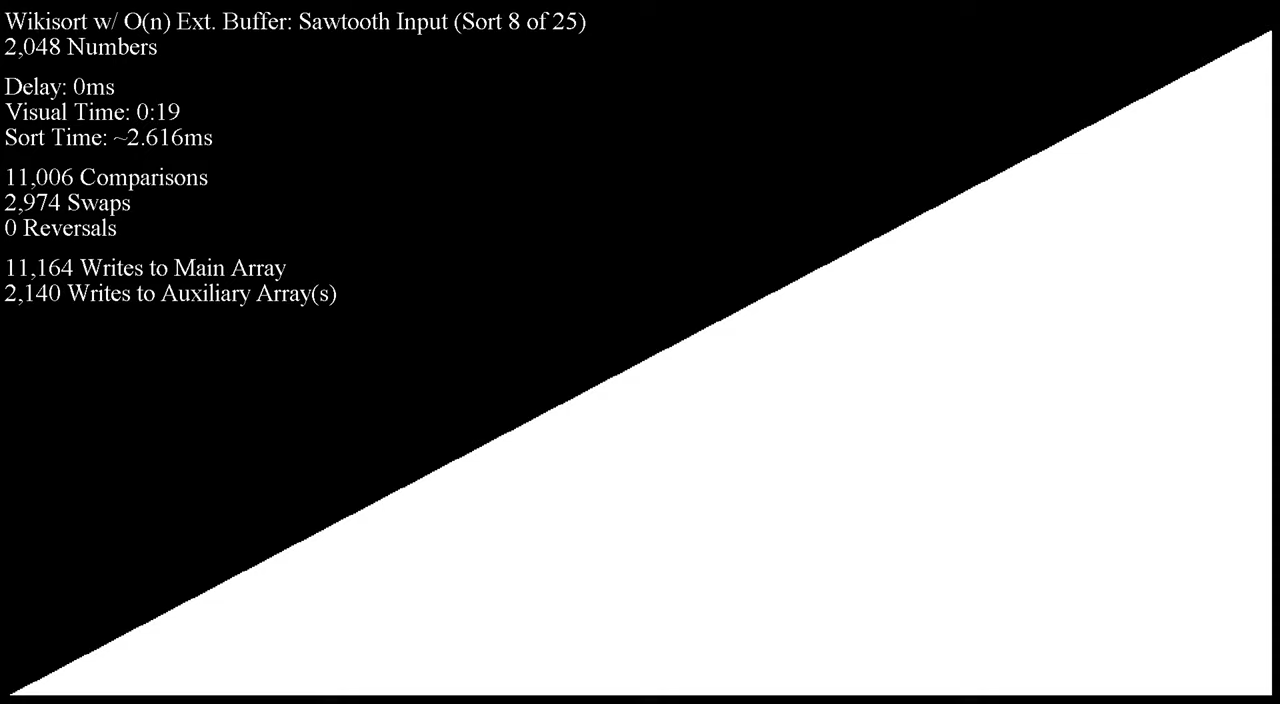 Wikisort w/ O(n) Ext. Buffer: Sawtooth Input (Sort 8 of 25)
2,048 Numbers
Delay: 0ms
Visual Time: 0:19
Sort Time: ~2.616ms
11,006 Comparisons
2,974 Swaps
0 Reversals
11,164 Writes to Main Array
2,140 Writes to Auxiliary Array(s)